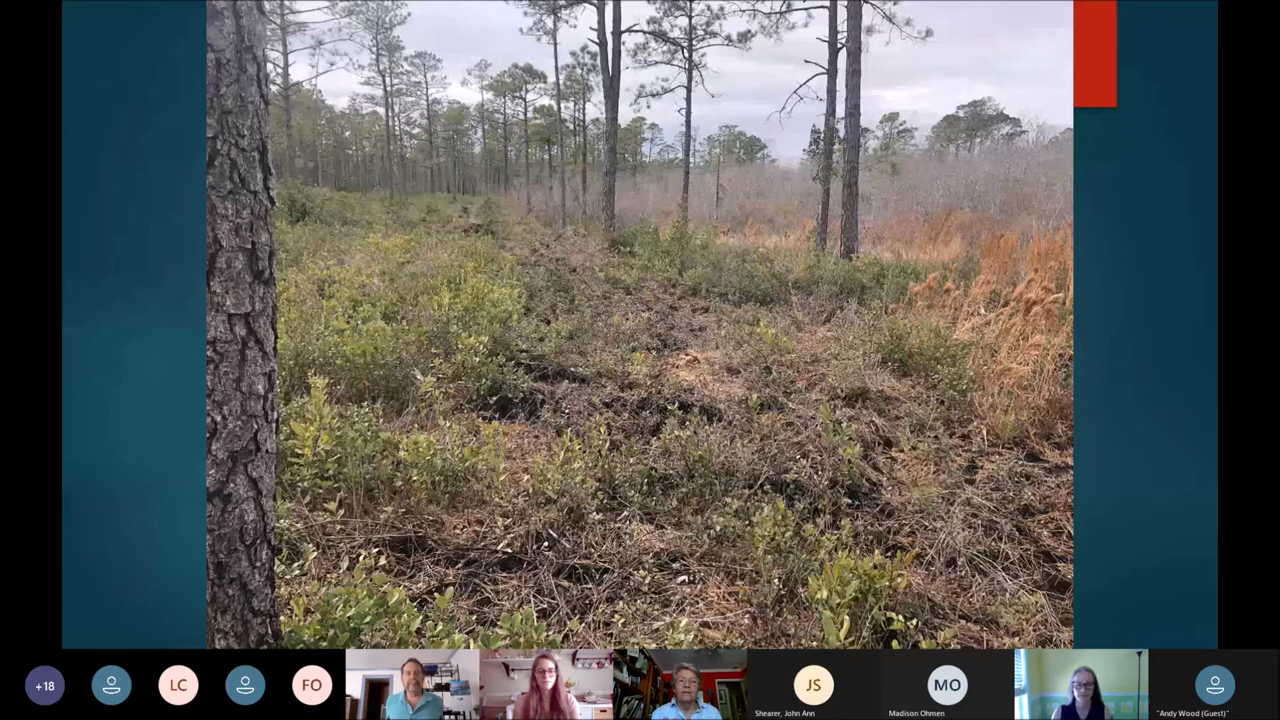 +18
LC
FO
JS
MO
Shearer, John Ann
Madison Ohmen
"Andy Wood (Guest)"